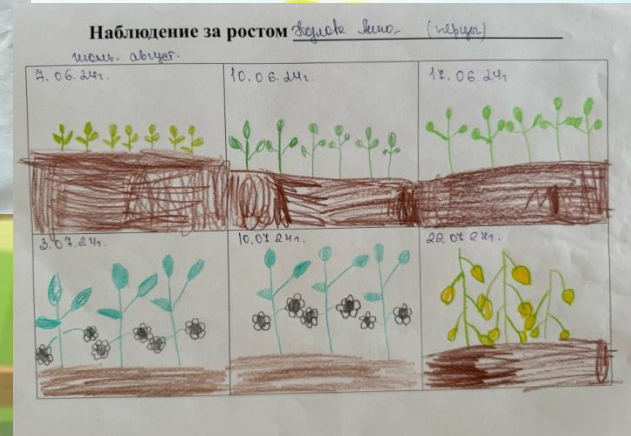 Наблюдение за ростом (перцы)
июнь. август.
7.06.24г. 10.06.24г. 17.06.24г
3.07.24г. 10.07.24г. 22.07.24г.